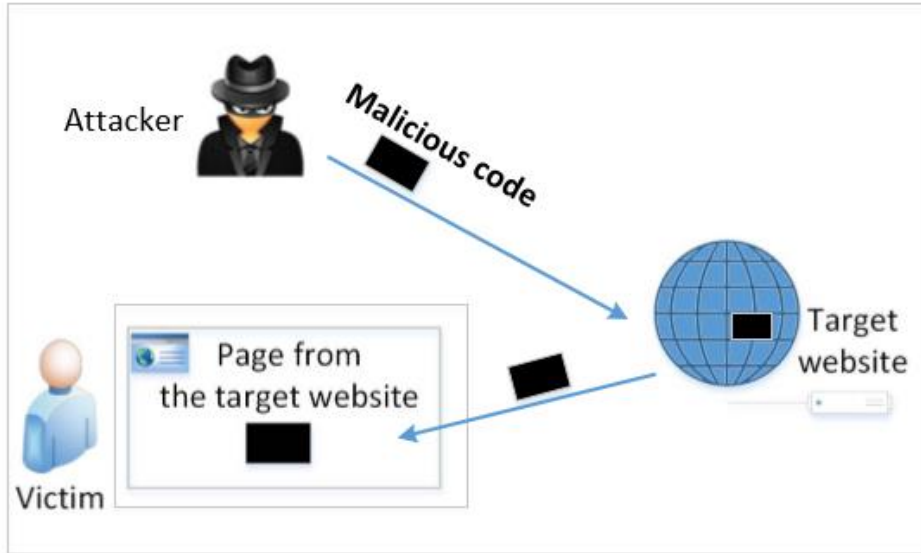 Attacker
Malicious code
Target
website
Page from
the target website
Victim